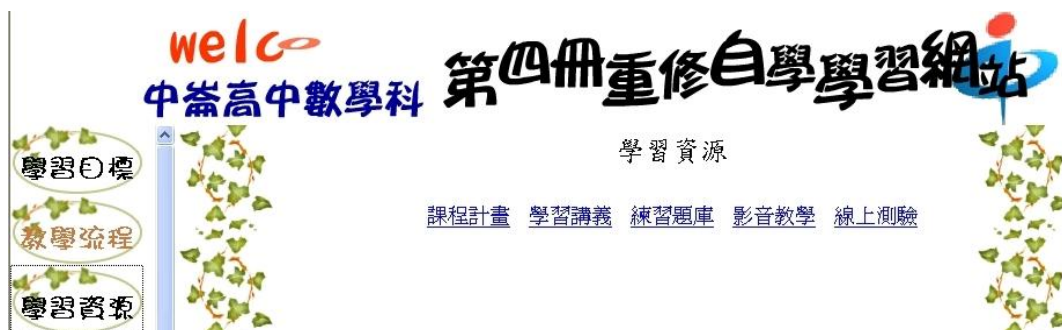 welco
中崙高中數學科
第四冊重修自學學習網站
學習目標
教學流程
學習資源
學習資源
課程計畫 學習講義 練習題庫 影音教學 線上測驗